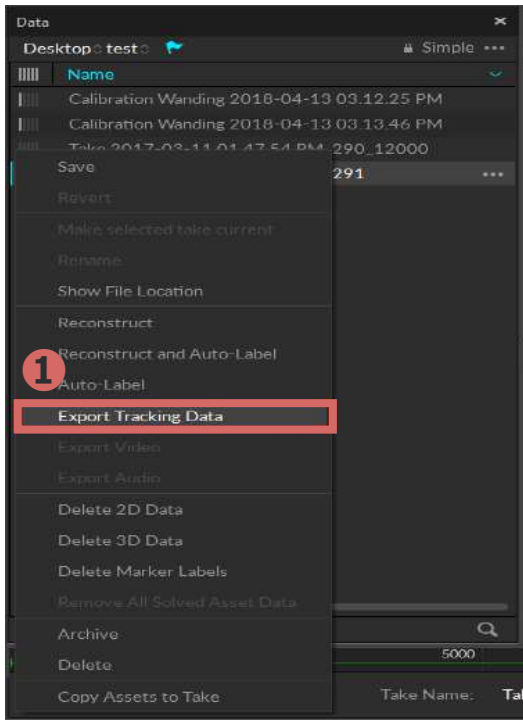 Data
Desktop test Simple
Name
Calibration Wanding 2018-04-13 03.12.25 PM
Calibration Wanding 2018-04-13 03.13.46 PM
Take 2017-03-11 01.47.54 PM_290_12000
291
Save
Revert
Make selected take current
Rename
Show File Location
Reconstruct
Reconstruct and Auto-Label
1
Auto-Label
Export Tracking Data
Export Video
Export Audio
Delete 2D Data
Delete 3D Data
Delete Marker Labels
Remove All Solved Asset Data
Archive
Delete
5000
Copy Assets to Take
Take Name: Tal